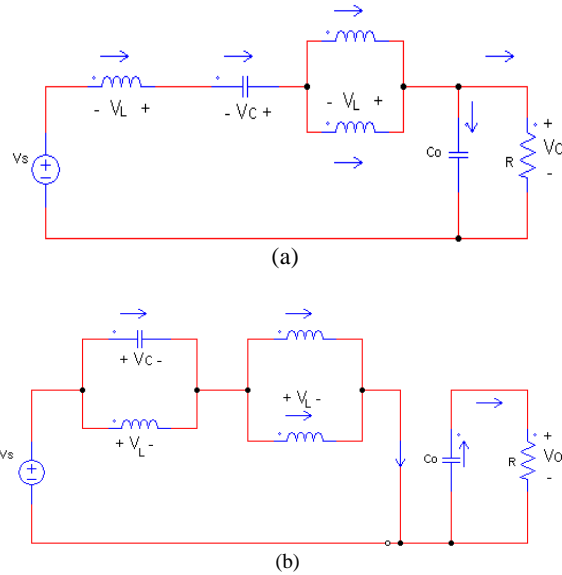 - VL +
- VC +
- VL +
Vs
Co
R
+
VO
-
(a)
+ VC -
+ VL -
+ VL -
Vs
Co
R
+
VO
-
(b)